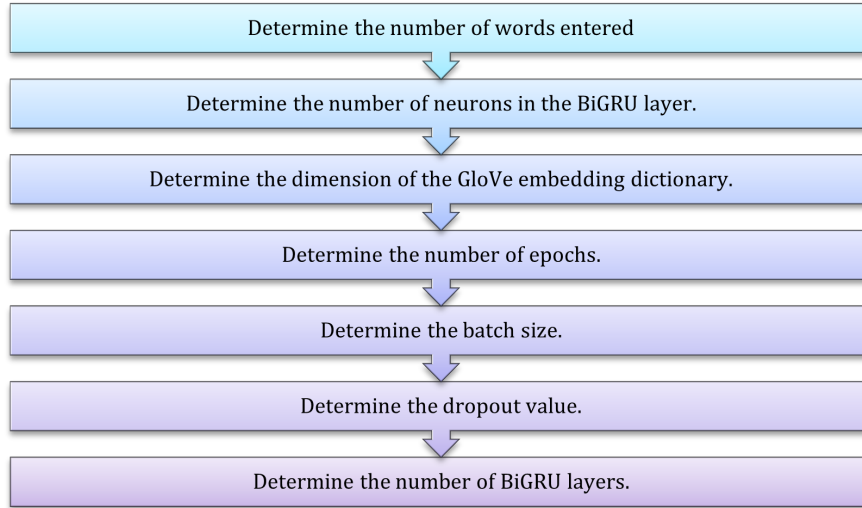 Determine the number of words entered
Determine the number of neurons in the BiGRU layer.
Determine the dimension of the GloVe embedding dictionary.
Determine the number of epochs.
Determine the batch size.
Determine the dropout value.
Determine the number of BiGRU layers.